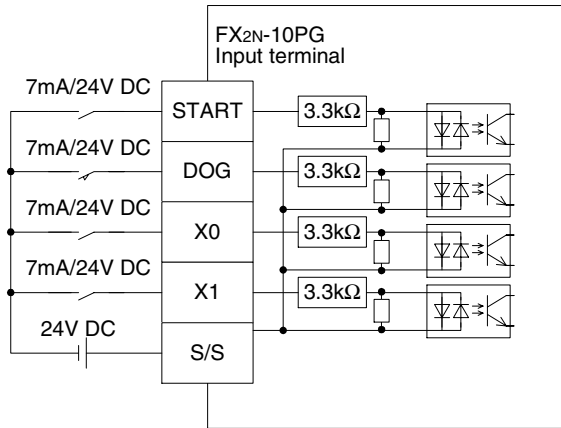 FX2N-10PG
Input terminal
7mA/24V DC
START
3.3kΩ
7mA/24V DC
DOG
3.3kΩ
7mA/24V DC
X0
3.3kΩ
7mA/24V DC
X1
3.3kΩ
24V DC
S/S